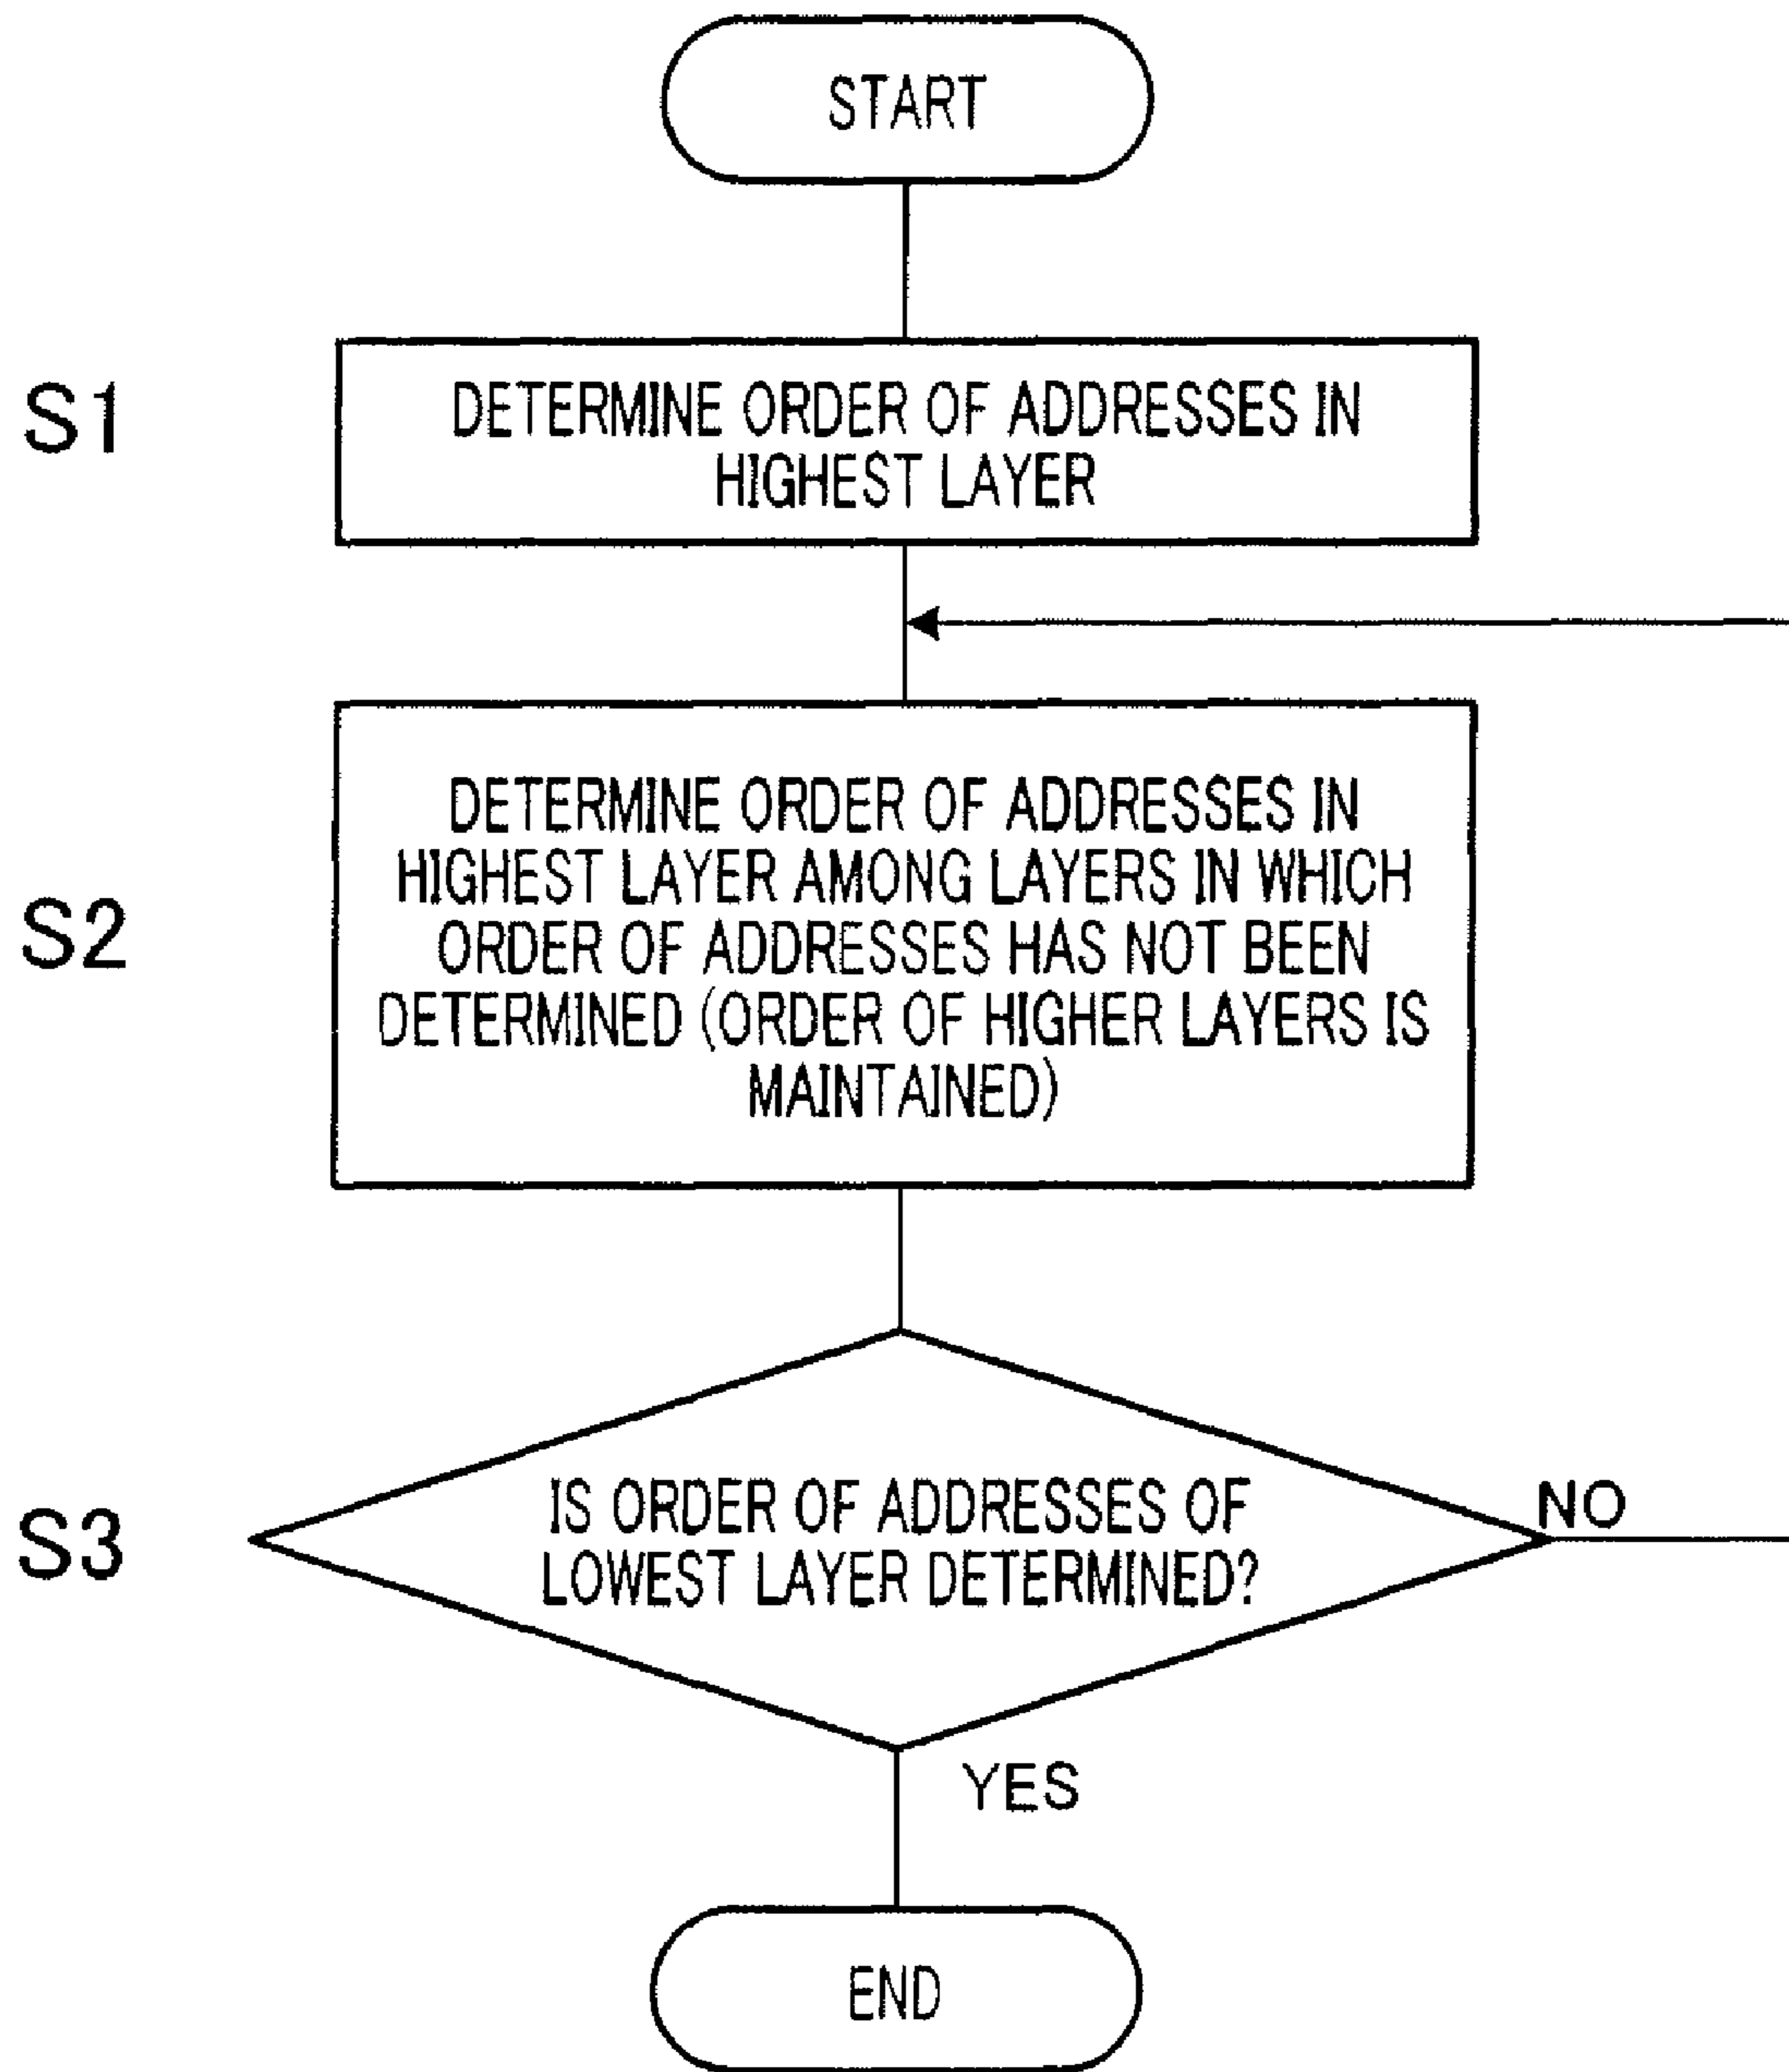 START
S1
DETERMINE ORDER OF ADDRESSES IN
HIGHEST LAYER
S2
DETERMINE ORDER OF ADDRESSES IN
HIGHEST LAYER AMONG LAYERS IN WHICH
ORDER OF ADDRESSES HAS NOT BEEN
DETERMINED (ORDER OF HIGHER LAYERS IS
MAINTAINED)
S3
IS ORDER OF ADDRESSES OF
LOWEST LAYER DETERMINED?
NO
YES
END